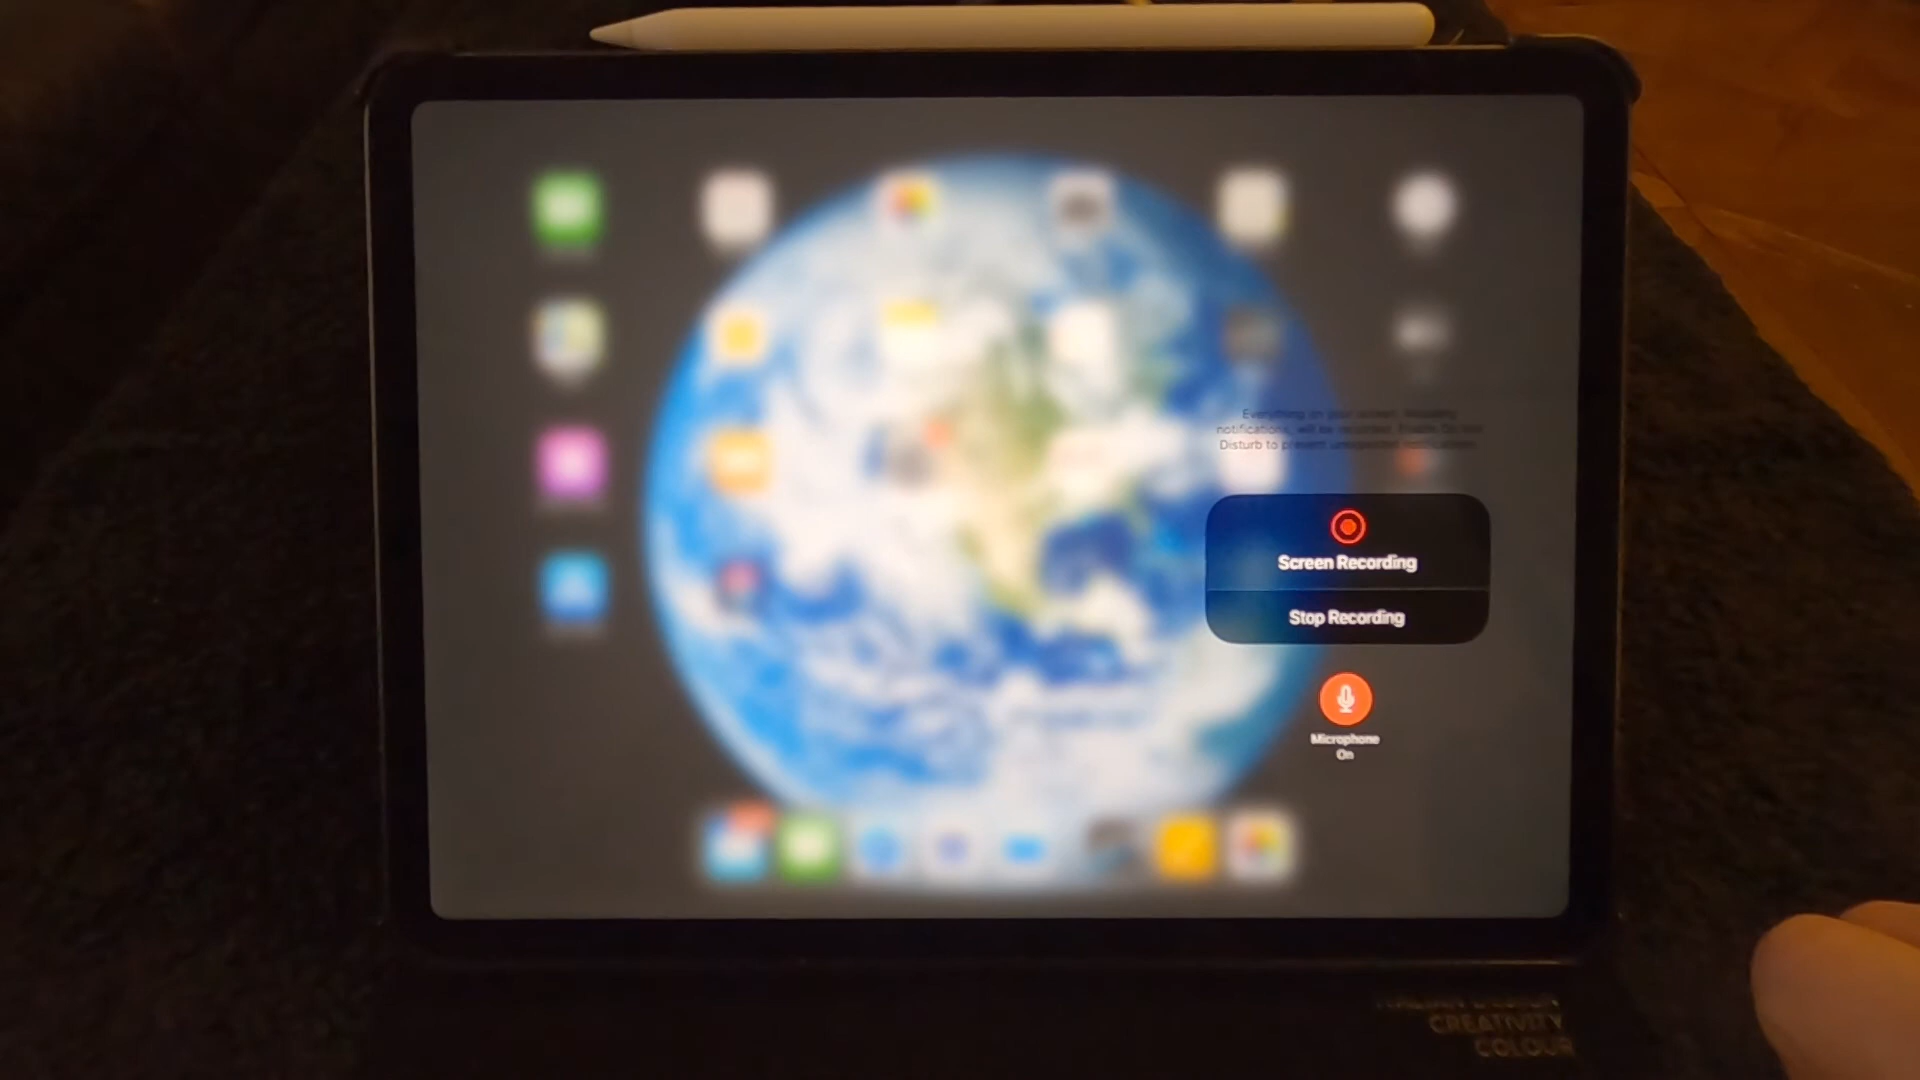 Everything on your screen, including
notifications, will be recorded. Enable Do Not
Disturb to prevent unexpected notifications.
Screen Recording
Stop Recording
Microphone
On
CREATIVITY
COLOUR